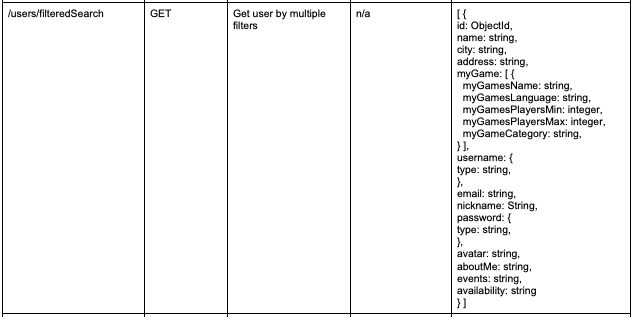 /users/filteredSearch
GET
Get user by multiple
filters
n/a
[ {
id: ObjectId,
name: string,
city: string,
address: string,
myGame: [ {
myGamesName: string,
myGamesLanguage: string,
myGamesPlayersMin: integer,
myGamesPlayersMax: integer,
myGameCategory: string,
} ],
username: {
type: string,
},
email: string,
nickname: String,
password: {
type: string,
},
avatar: string,
aboutMe: string,
events: string,
availability: string
} ]